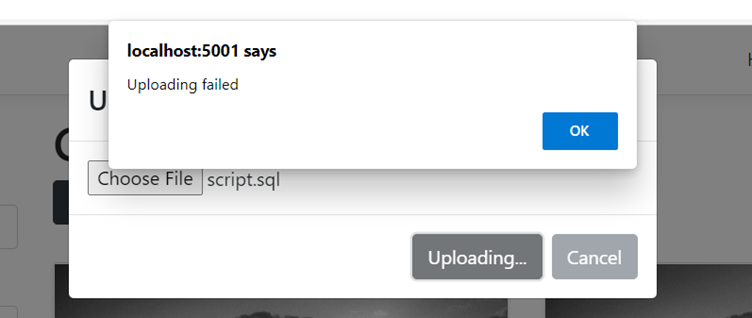 localhost:5001 says
Uploading failed
OK
U
Choose File script.sql
Uploading...
Cancel